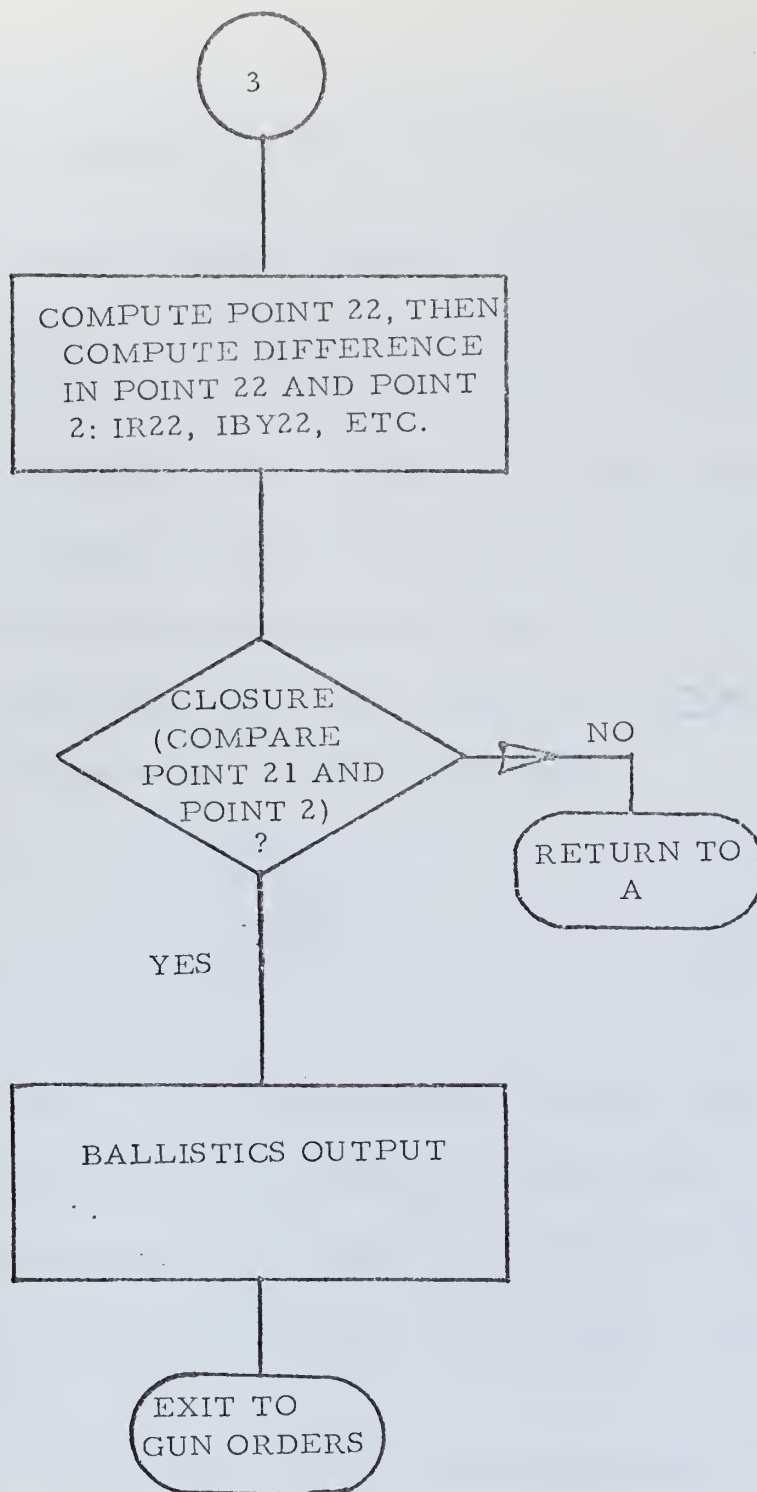 3
COMPUTE POINT 22, THEN
COMPUTE DIFFERENCE
IN POINT 22 AND POINT
2: IR22, IBY22, ETC.
CLOSURE
(COMPARE
POINT 21 AND
POINT 2)
?
NO
RETURN TO
A
YES
BALLISTICS OUTPUT
EXIT TO
GUN ORDERS